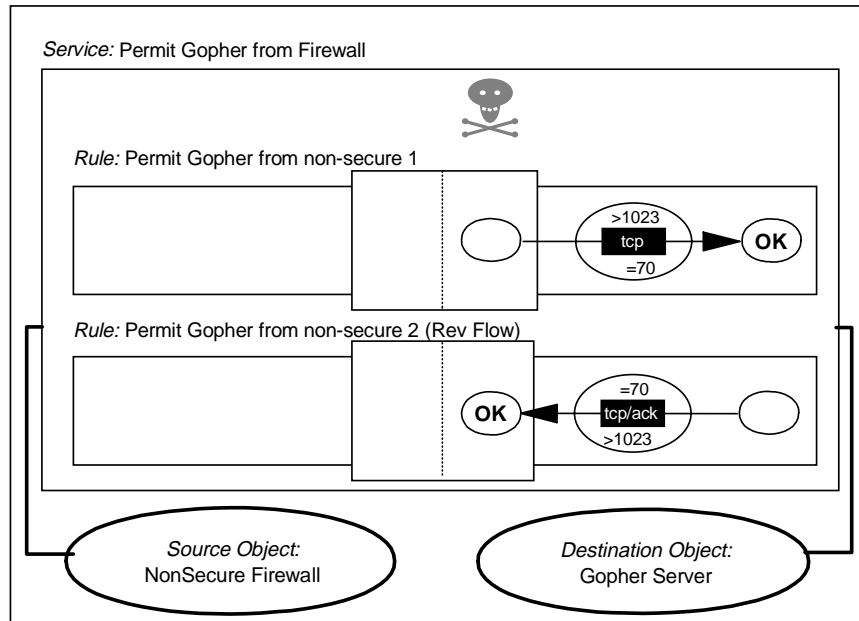 Service: Permit Gopher from Firewall
Rule: Permit Gopher from non-secure 1
>1023
tcp
=70
OK
Rule: Permit Gopher from non-secure 2 (Rev Flow)
OK
=70
tcp/ack
>1023
Source Object:
NonSecure Firewall
Destination Object:
Gopher Server